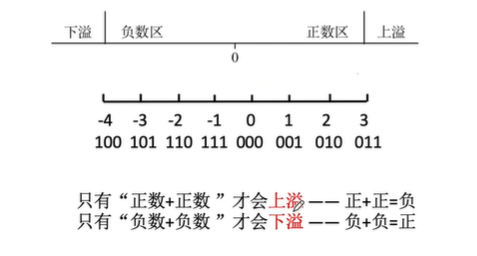 下溢 负数区 正数区 上溢
0
-4 -3 -2 -1 0 1 2 3
100 101 110 111 000 001 010 011
只有“正数+正数 ”才会上溢 —— 正+正=负
只有“负数+负数 ”才会下溢 —— 负+负=正